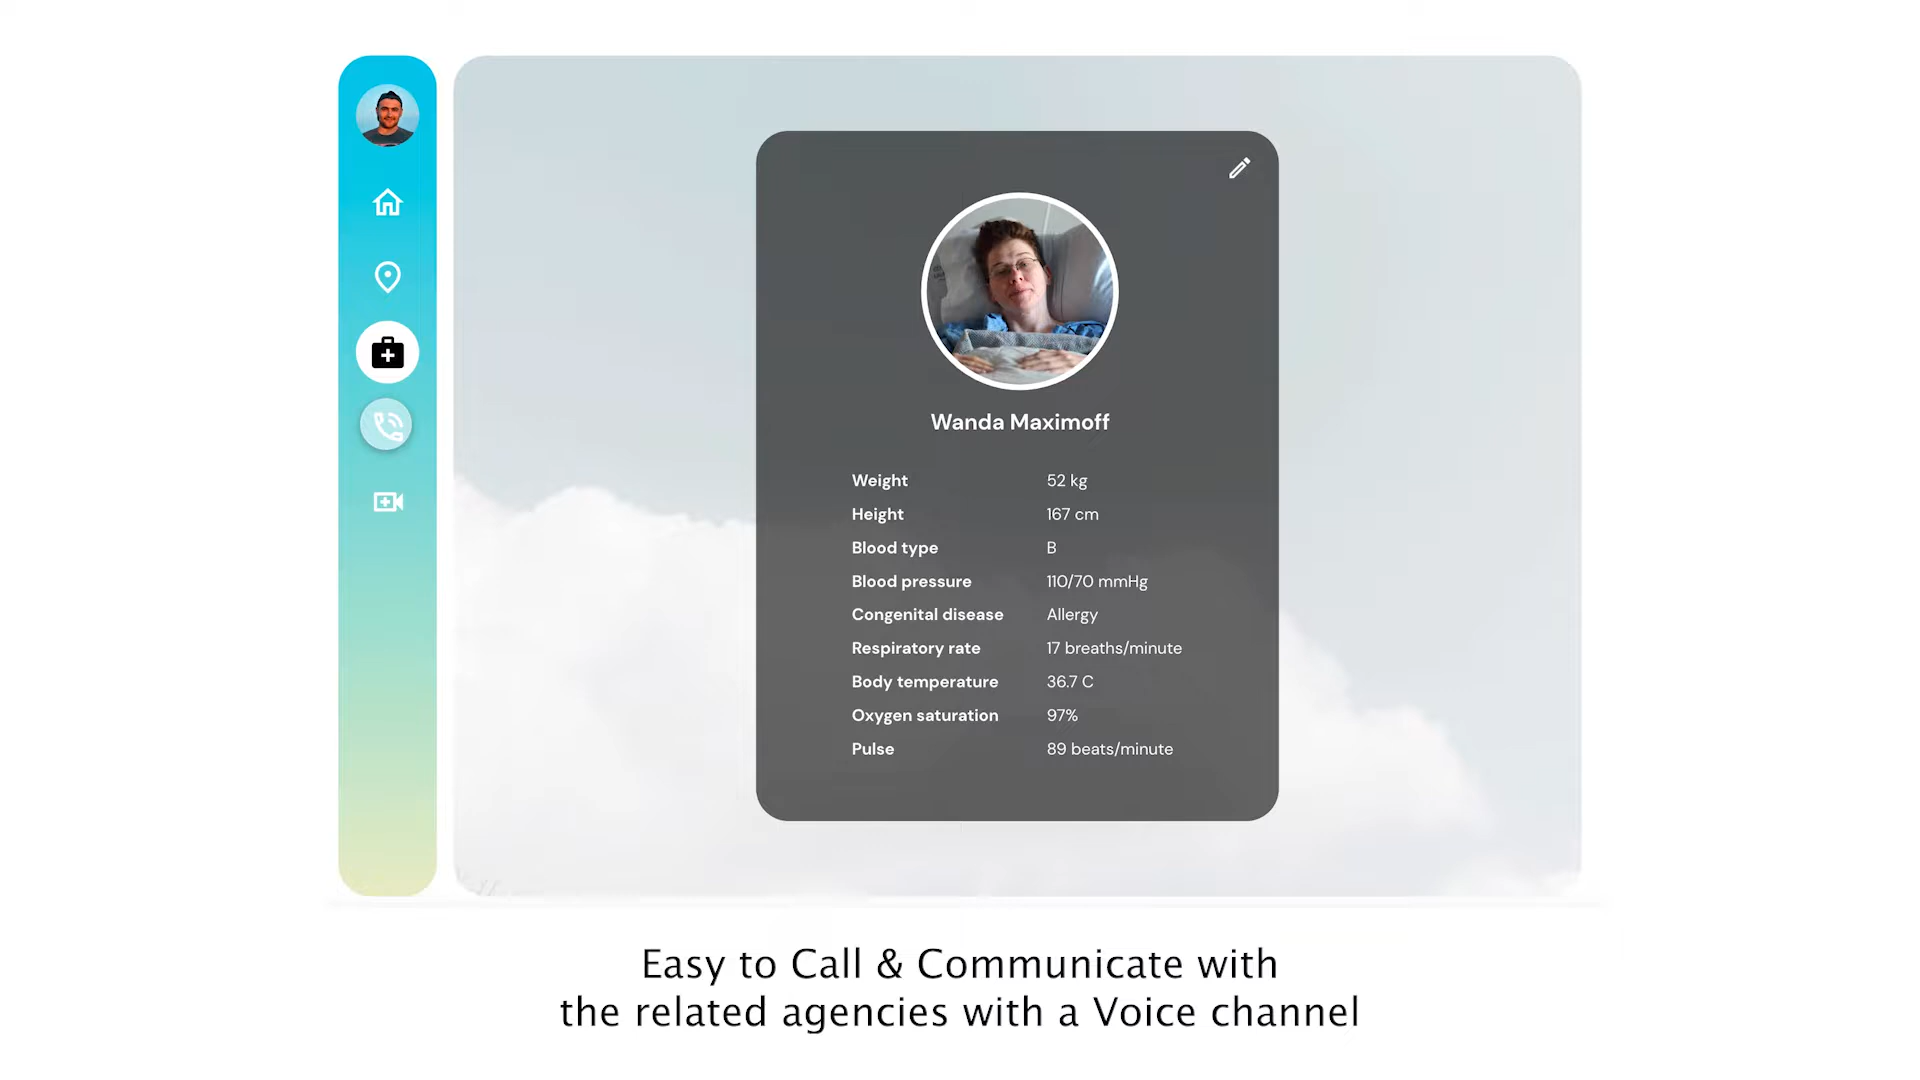 Wanda Maximoff
Weight 52 kg
Height 167 cm
Blood type B
Blood pressure 110/70 mmHg
Congenital disease Allergy
Respiratory rate 17 breaths/minute
Body temperature 36.7 C
Oxygen saturation 97%
Pulse 89 beats/minute
Easy to Call & Communicate with
the related agencies with a Voice channel